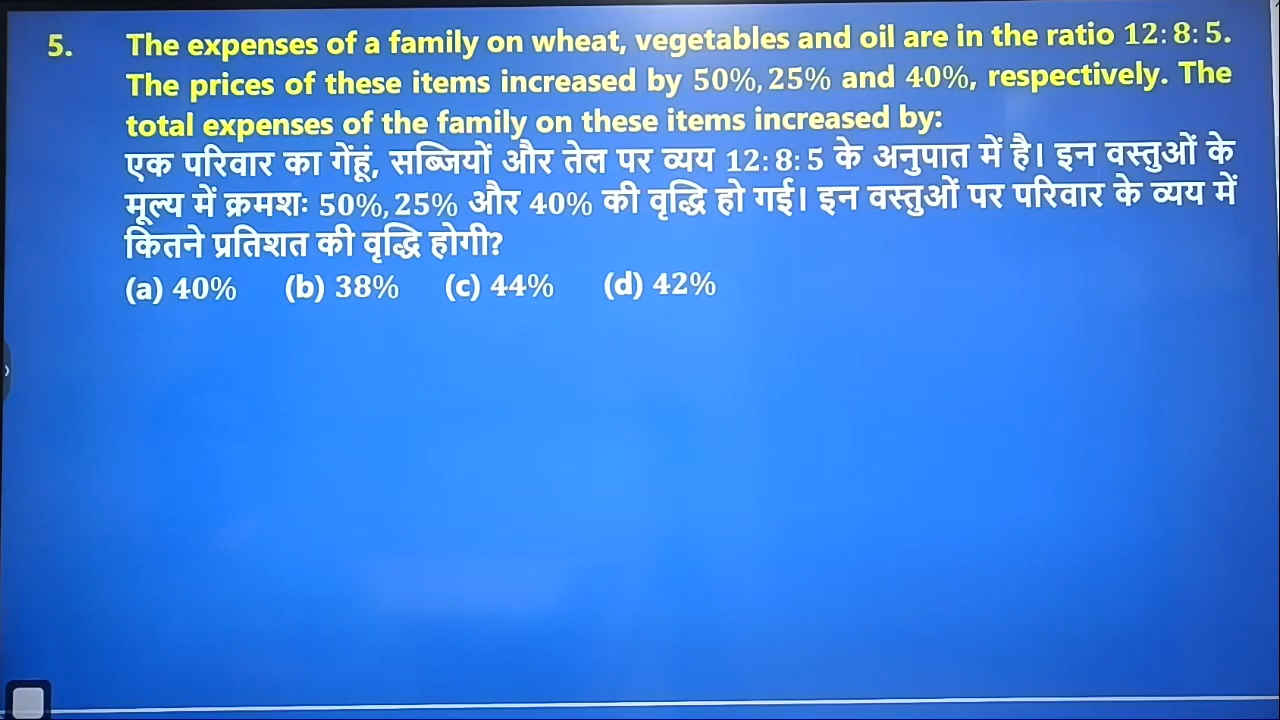 5. The expenses of a family on wheat, vegetables and oil are in the ratio 12: 8: 5.
The prices of these items increased by 50%, 25% and 40%, respectively. The
total expenses of the family on these items increased by:
एक परिवार का गेंहूं, सब्जियों और तेल पर व्यय 12: 8: 5 के अनुपात में है। इन वस्तुओं के
मूल्य में क्रमशः 50%, 25% और 40% की वृद्धि हो गई। इन वस्तुओं पर परिवार के व्यय में
कितने प्रतिशत की वृद्धि होगी?
(a) 40% (b) 38% (c) 44% (d) 42%